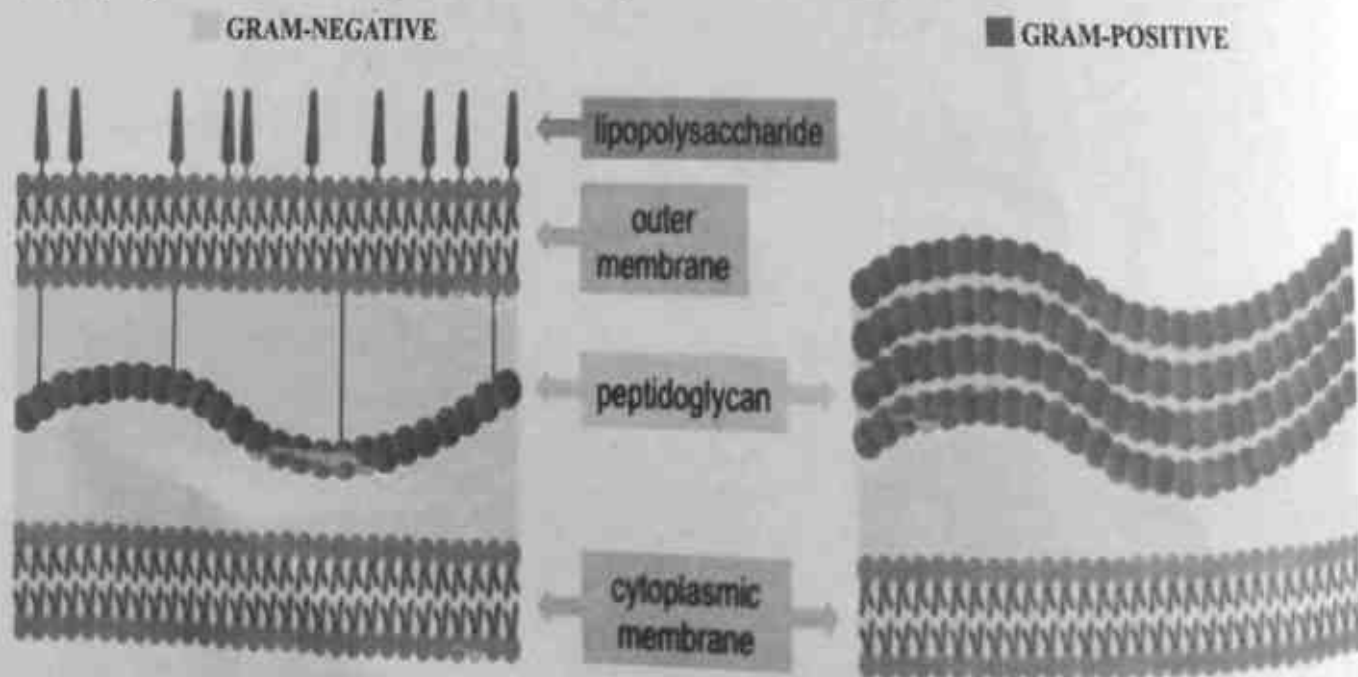 GRAM-NEGATIVE
GRAM-POSITIVE
lipopolysaccharide
outer
membrane
peptidoglycan
cytoplasmic
membrane